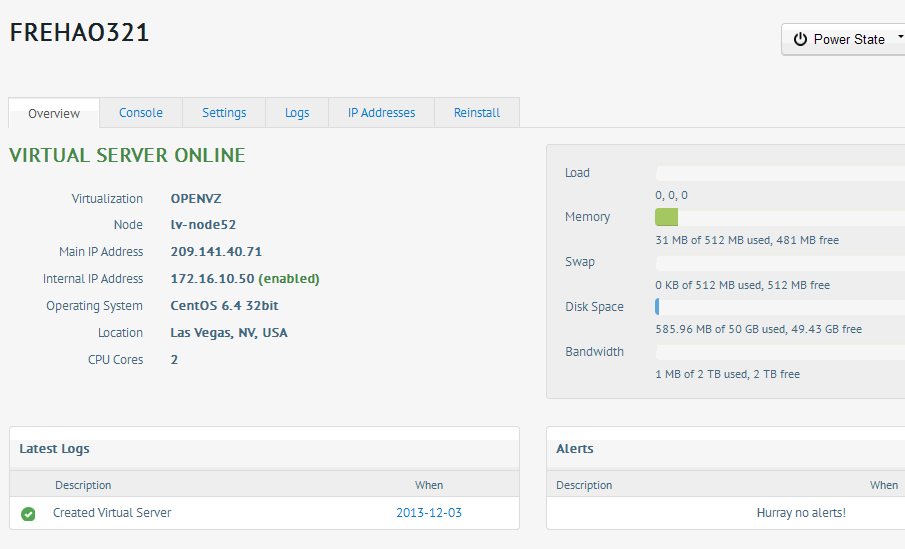 FREHAO321
Power State
Overview Console Settings Logs IP Addresses Reinstall
VIRTUAL SERVER ONLINE
Virtualization OPENVZ
Node lv-node52
Main IP Address 209.141.40.71
Internal IP Address 172.16.10.50 (enabled)
Operating System CentOS 6.4 32bit
Location Las Vegas, NV, USA
CPU Cores 2
Load
0, 0, 0
Memory
31 MB of 512 MB used, 481 MB free
Swap
0 KB of 512 MB used, 512 MB free
Disk Space
585.96 MB of 50 GB used, 49.43 GB free
Bandwidth
1 MB of 2 TB used, 2 TB free
Latest Logs
Description When
Created Virtual Server 2013-12-03
Alerts
Description When
Hurray no alerts!